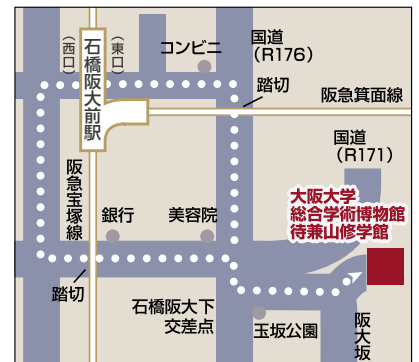 (西口)
石橋阪大前駅
(東口)
コンビニ
国道
(R176)
踏切
阪急箕面線
国道
(R171)
阪急宝塚線
銀行
美容院
大阪大学
総合学術博物館
待兼山修学館
踏切
石橋阪大下
交差点
玉坂公園
阪大坂